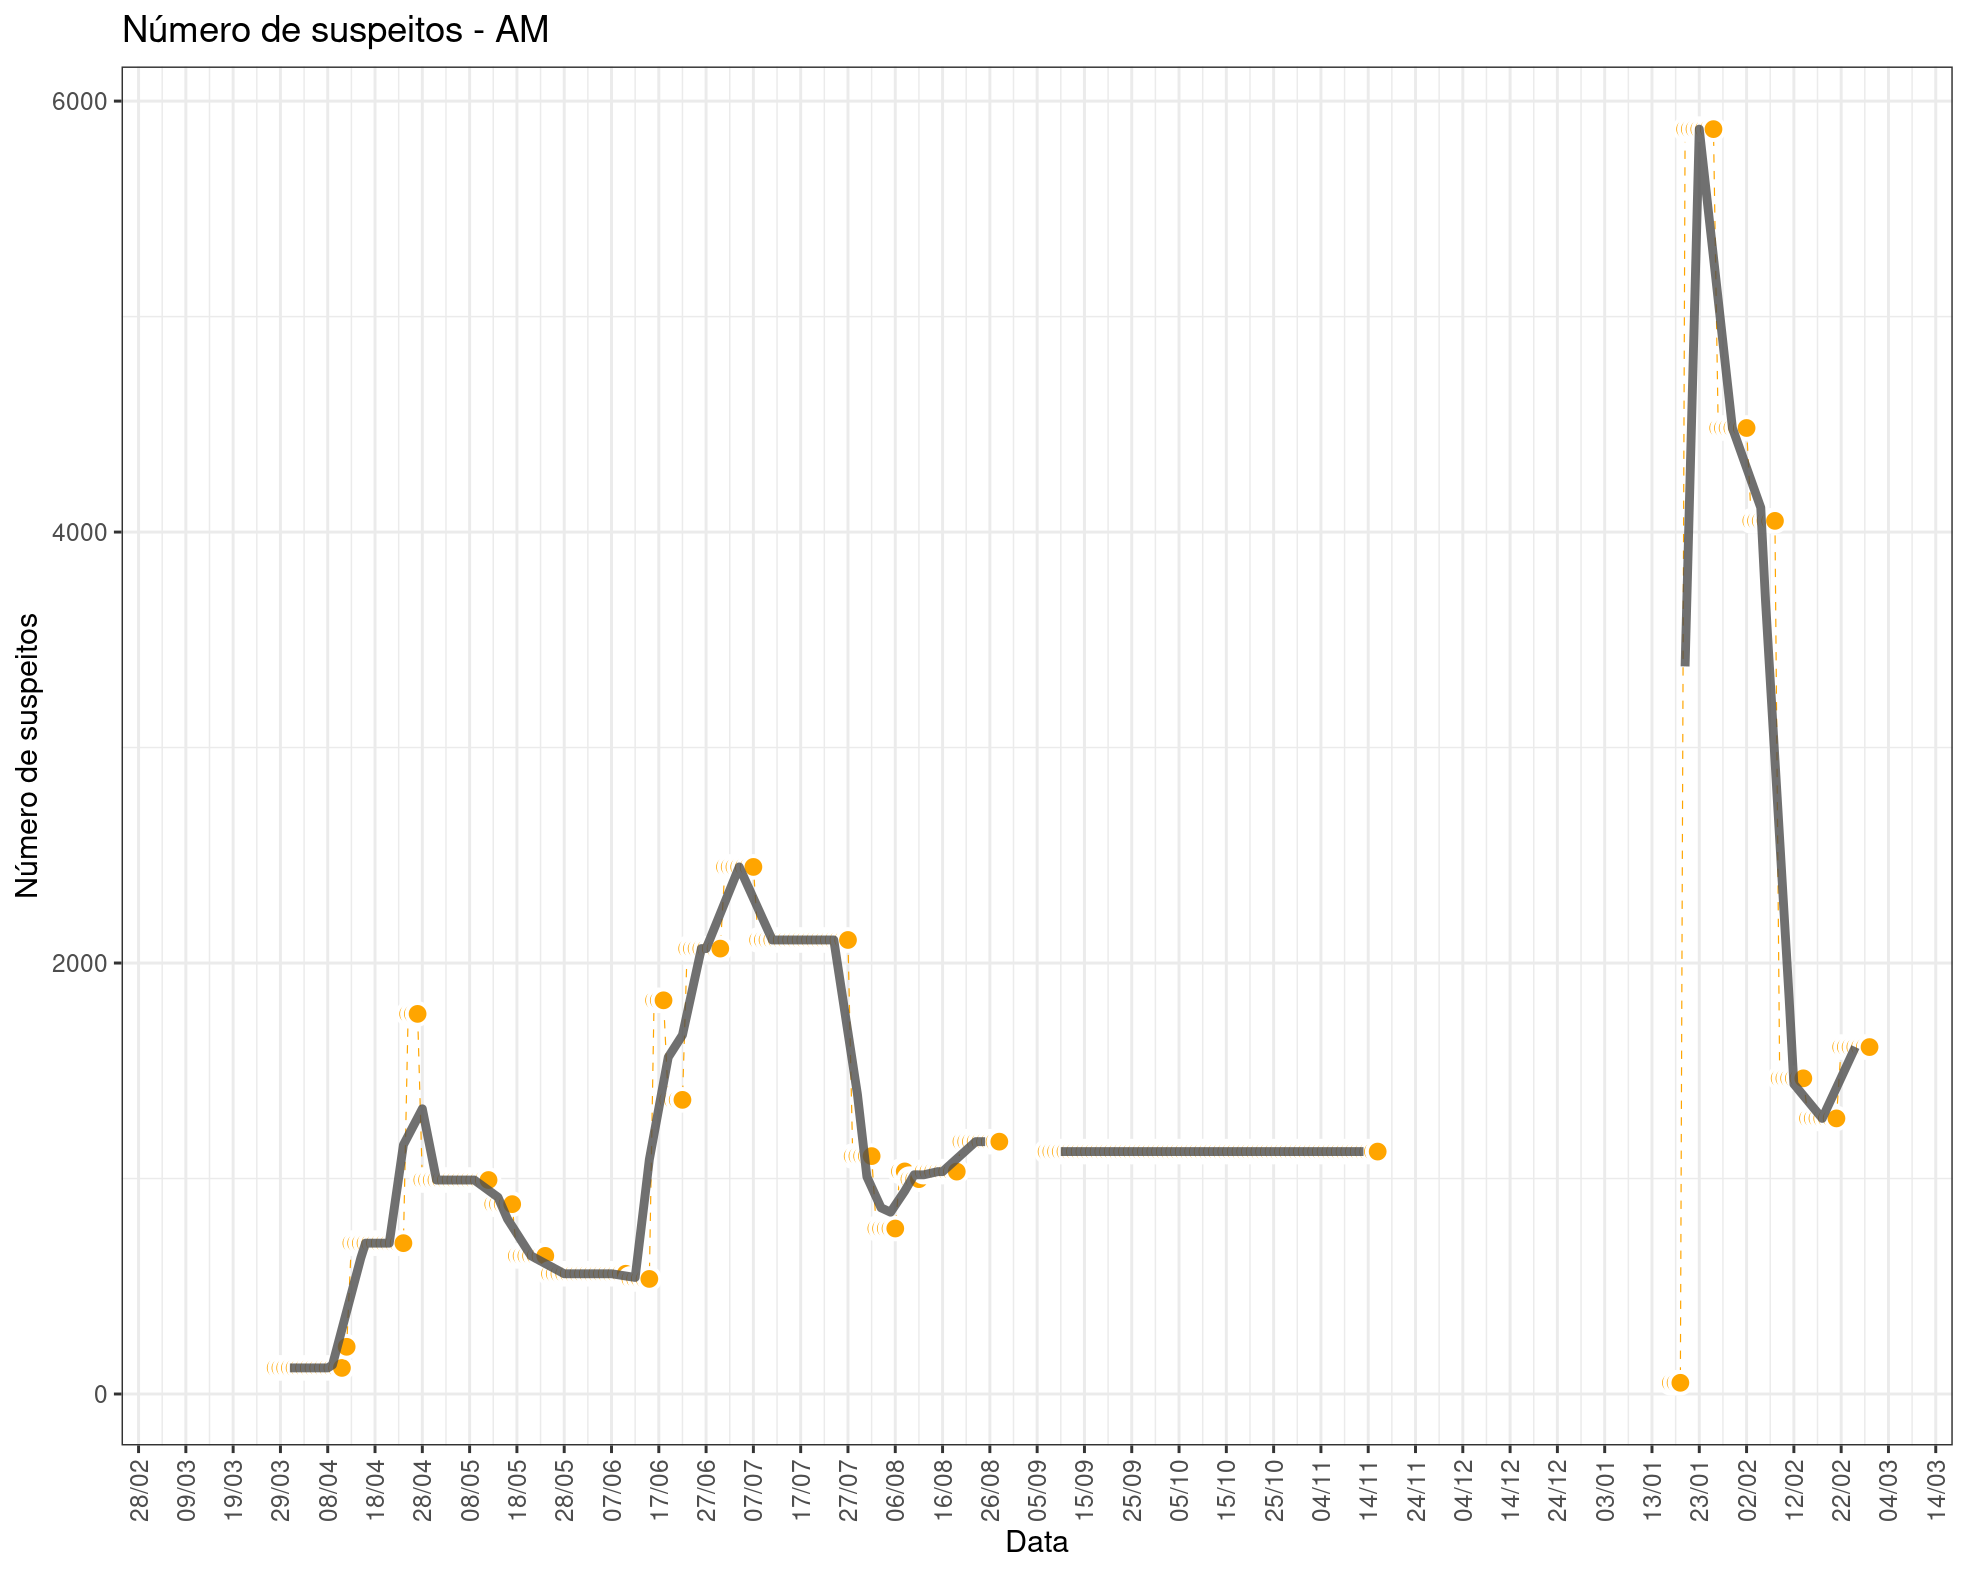 Número de suspeitos - AM
Número de suspeitos
6000
4000
2000
0
28/02 09/03 19/03 29/03 08/04 18/04 28/04 08/05 18/05 28/05 07/06 17/06 27/06 07/07 17/07 27/07 06/08 16/08 26/08 05/09 15/09 25/09 05/10 15/10 25/10 04/11 14/11 24/11 04/12 14/12 24/12 03/01 13/01 23/01 02/02 12/02 22/02 04/03 14/03
Data